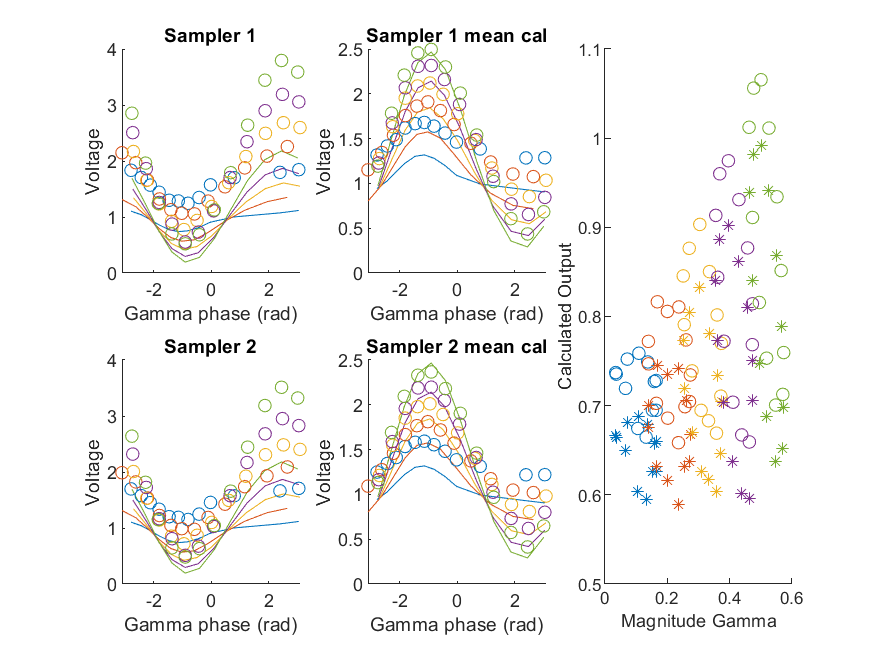 Sampler 1
4
3
2
1
0
Voltage
-2 0 2
Gamma phase (rad)
Sampler 1 mean cal
2.5
2
1.5
1
0.5
0
Voltage
-2 0 2
Gamma phase (rad)
Sampler 2
4
3
2
1
0
Voltage
-2 0 2
Gamma phase (rad)
Sampler 2 mean cal
2.5
2
1.5
1
0.5
0
Voltage
-2 0 2
Gamma phase (rad)
1.1
1
0.9
0.8
0.7
0.6
0.5
Calculated Output
0 0.2 0.4 0.6
Magnitude Gamma